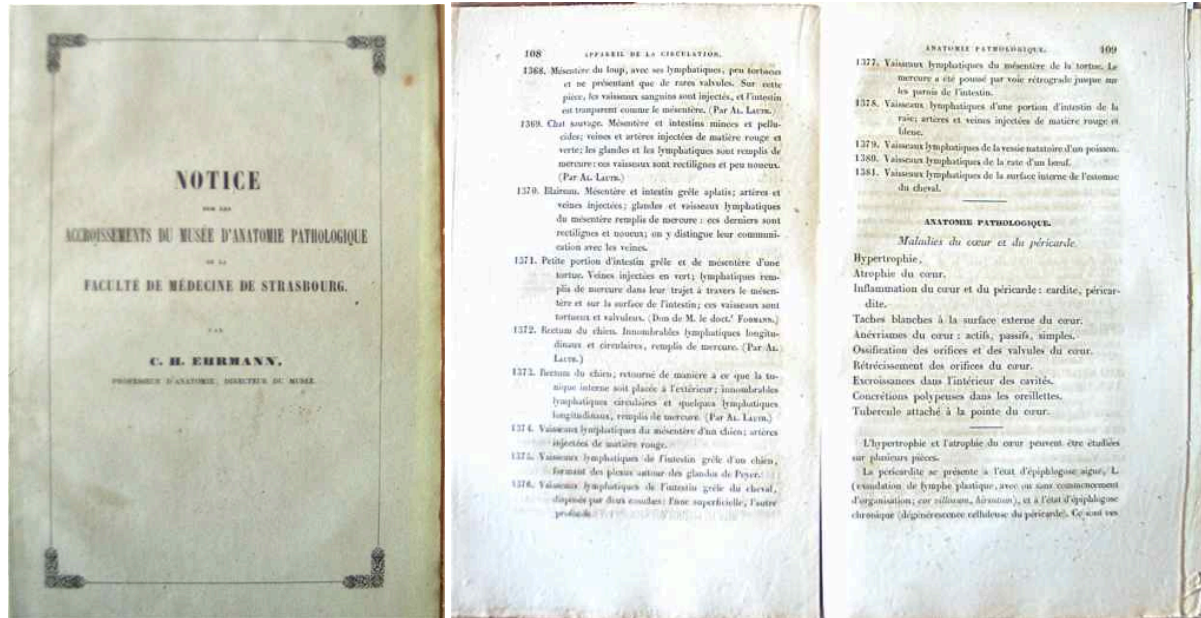 NOTICE
SUR LES
ACCROISSEMENTS DU MUSÉE D'ANATOMIE PATHOLOGIQUE
DE LA
FACULTÉ DE MÉDECINE DE STRASBOURG.
PAR
C. H. EHRMANN,
PROFESSEUR D'ANATOMIE, DIRECTEUR DU MUSÉE.
108 APPAREIL DE LA CIRCULATION.
1368. Mésentère du loup, avec ses lymphatiques, peu tortueux
et ne présentant que de rares valvules. Sur cette
pièce, les vaisseaux sanguins sont injectés, et l'intestin
est transparent comme le mésentère. (Par AL. LAUTH.)
1369. Chat sauvage. Mésentère et intestins minces et pellu-
cides; veines et artères injectées de matière rouge et
verte; les glandes et les lymphatiques sont remplis de
mercure: ces vaisseaux sont rectilignes et peu noueux.
(Par AL. LAUTH.)
1370. Blaireau. Mésentère et intestin grêle aplatis; artères et
veines injectées; glandes et vaisseaux lymphatiques
du mésentère remplis de mercure: ces derniers sont
rectilignes et noueux; on y distingue leur communi-
cation avec les veines.
1371. Petite portion d'intestin grêle et de mésentère d'une
tortue. Veines injectées en vert; lymphatiques rem-
plis de mercure dans leur trajet à travers le mésen-
tère et sur la surface de l'intestin; ces vaisseaux sont
tortueux et valvuleux. (Don de M. le doct.r FOHMANN.)
1372. Rectum du chien. Innombrables lymphatiques longitu-
dinaux et circulaires, remplis de mercure. (Par AL.
LAUTH.)
1373. Rectum du chien; retourné de manière à ce que la tu-
nique interne soit placée à l'extérieur; innombrables
lymphatiques circulaires et quelques lymphatiques
longitudinaux, remplis de mercure. (Par AL. LAUTH.)
1374. Vaisseaux lymphatiques du mésentère d'un chien; artères
injectées de matière rouge.
1375. Vaisseaux lymphatiques de l'intestin grêle d'un chien,
formant des plexus autour des glandes de Peyer.
1376. Vaisseaux lymphatiques de l'intestin grêle du cheval,
disposés par deux couches: l'une superficielle, l'autre
profonde.
ANATOMIE PATHOLOGIQUE. 109
1377. Vaisseaux lymphatiques du mésentère de la tortue. Le
mercure a été poussé par voie rétrograde jusque sur
les parois de l'intestin.
1378. Vaisseaux lymphatiques d'une portion d'intestin de la
raie; artères et veines injectées de matière rouge et
bleue.
1379. Vaisseaux lymphatiques de la vessie natatoire d'un poisson.
1380. Vaisseaux lymphatiques de la rate d'un bœuf.
1381. Vaisseaux lymphatiques de la surface interne de l'estomac
du cheval.
ANATOMIE PATHOLOGIQUE.
Maladies du cœur et du péricarde.
Hypertrophie,
Atrophie du cœur.
Inflammation du cœur et du péricarde: cardite, péricar-
dite.
Taches blanches à la surface externe du cœur.
Anévrismes du cœur: actifs, passifs, simples.
Ossification des orifices et des valvules du cœur.
Rétrécissement des orifices du cœur.
Excroissances dans l'intérieur des cavités.
Concrétions polypeuses dans les oreillettes.
Tubercule attaché à la pointe du cœur.
L'hypertrophie et l'atrophie du cœur peuvent être étudiées
sur plusieurs pièces.
La péricardite se présente à l'état d'épiphlogose aiguë, L
(exsudation de lymphe plastique, avec ou sans commencement
d'organisation; cor villosum, hirsutum), et à l'état d'épiphlogose
chronique (dégénérescence celluleuse du péricarde). Ce sont ces